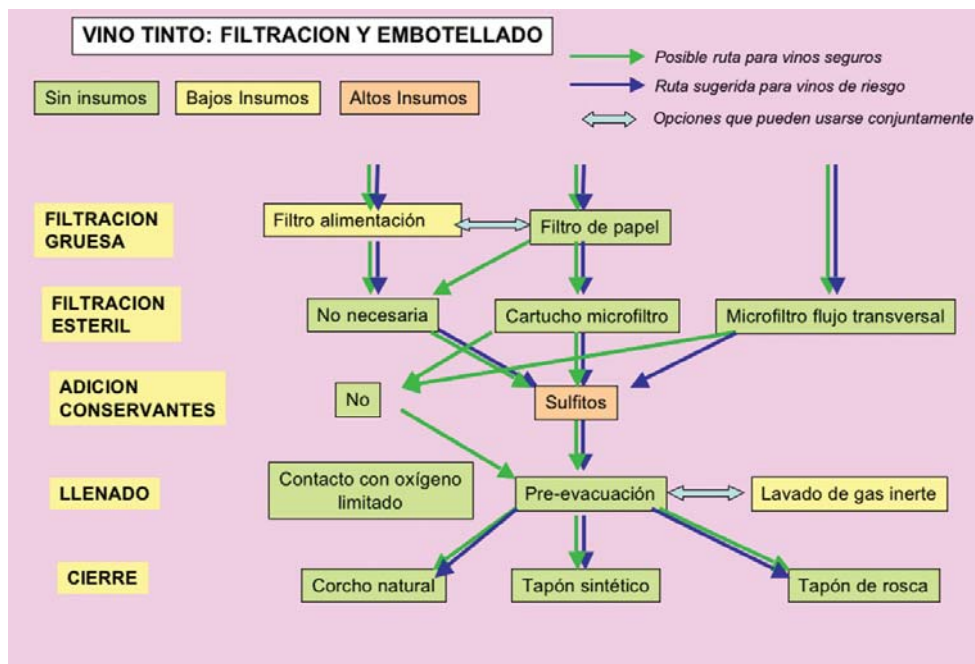 VINO TINTO: FILTRACION Y EMBOTELLADO
Posible ruta para vinos seguros
Sin insumos
Bajos Insumos
Altos Insumos
Ruta sugerida para vinos de riesgo
Opciones que pueden usarse conjuntamente
FILTRACION
GRUESA
Filtro alimentación
Filtro de papel
FILTRACION
ESTERIL
No necesaria
Cartucho microfiltro
Microfiltro flujo transversal
ADICION
CONSERVANTES
No
Sulfitos
LLENADO
Contacto con oxígeno
limitado
Pre-evacuación
Lavado de gas inerte
CIERRE
Corcho natural
Tapón sintético
Tapón de rosca